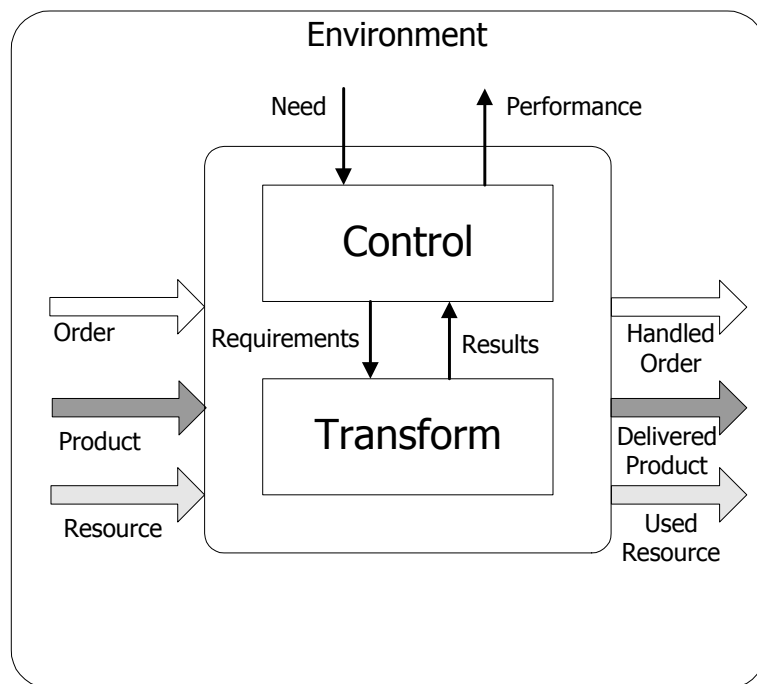 Environment
Need
Performance
Control
Order
Requirements
Results
Handled
Order
Product
Transform
Delivered
Product
Resource
Used
Resource